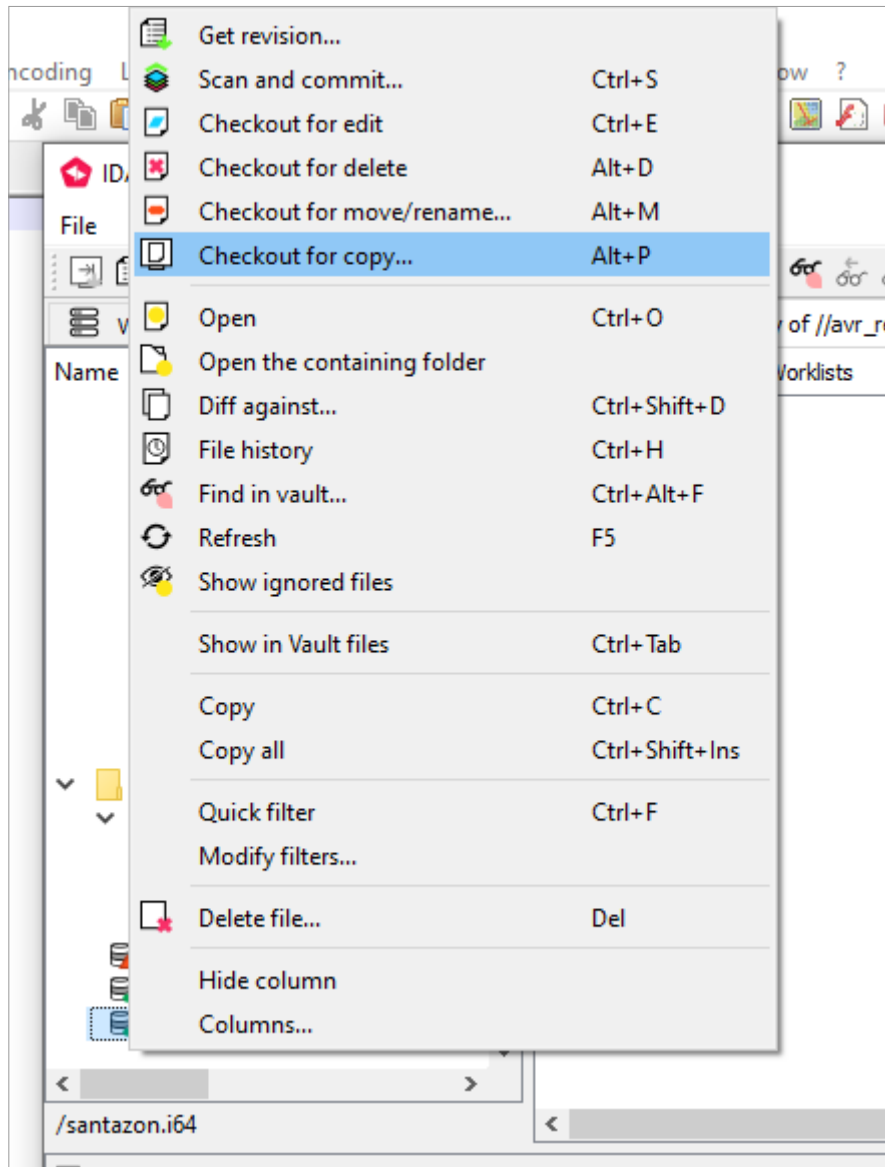 Get revision...
ncoding
ow ?
Scan and commit... Ctrl+S
Checkout for edit Ctrl+E
IDA
Checkout for delete Alt+D
File
Checkout for move/rename... Alt+M
Checkout for copy... Alt+P
Open Ctrl+O
of //avr_r
Name
Open the containing folder
Worklists
Diff against... Ctrl+Shift+D
File history Ctrl+H
Find in vault... Ctrl+Alt+F
Refresh F5
Show ignored files
Show in Vault files Ctrl+Tab
Copy Ctrl+C
Copy all Ctrl+Shift+Ins
Quick filter Ctrl+F
Modify filters...
Delete file... Del
Hide column
Columns...
/santazon.i64